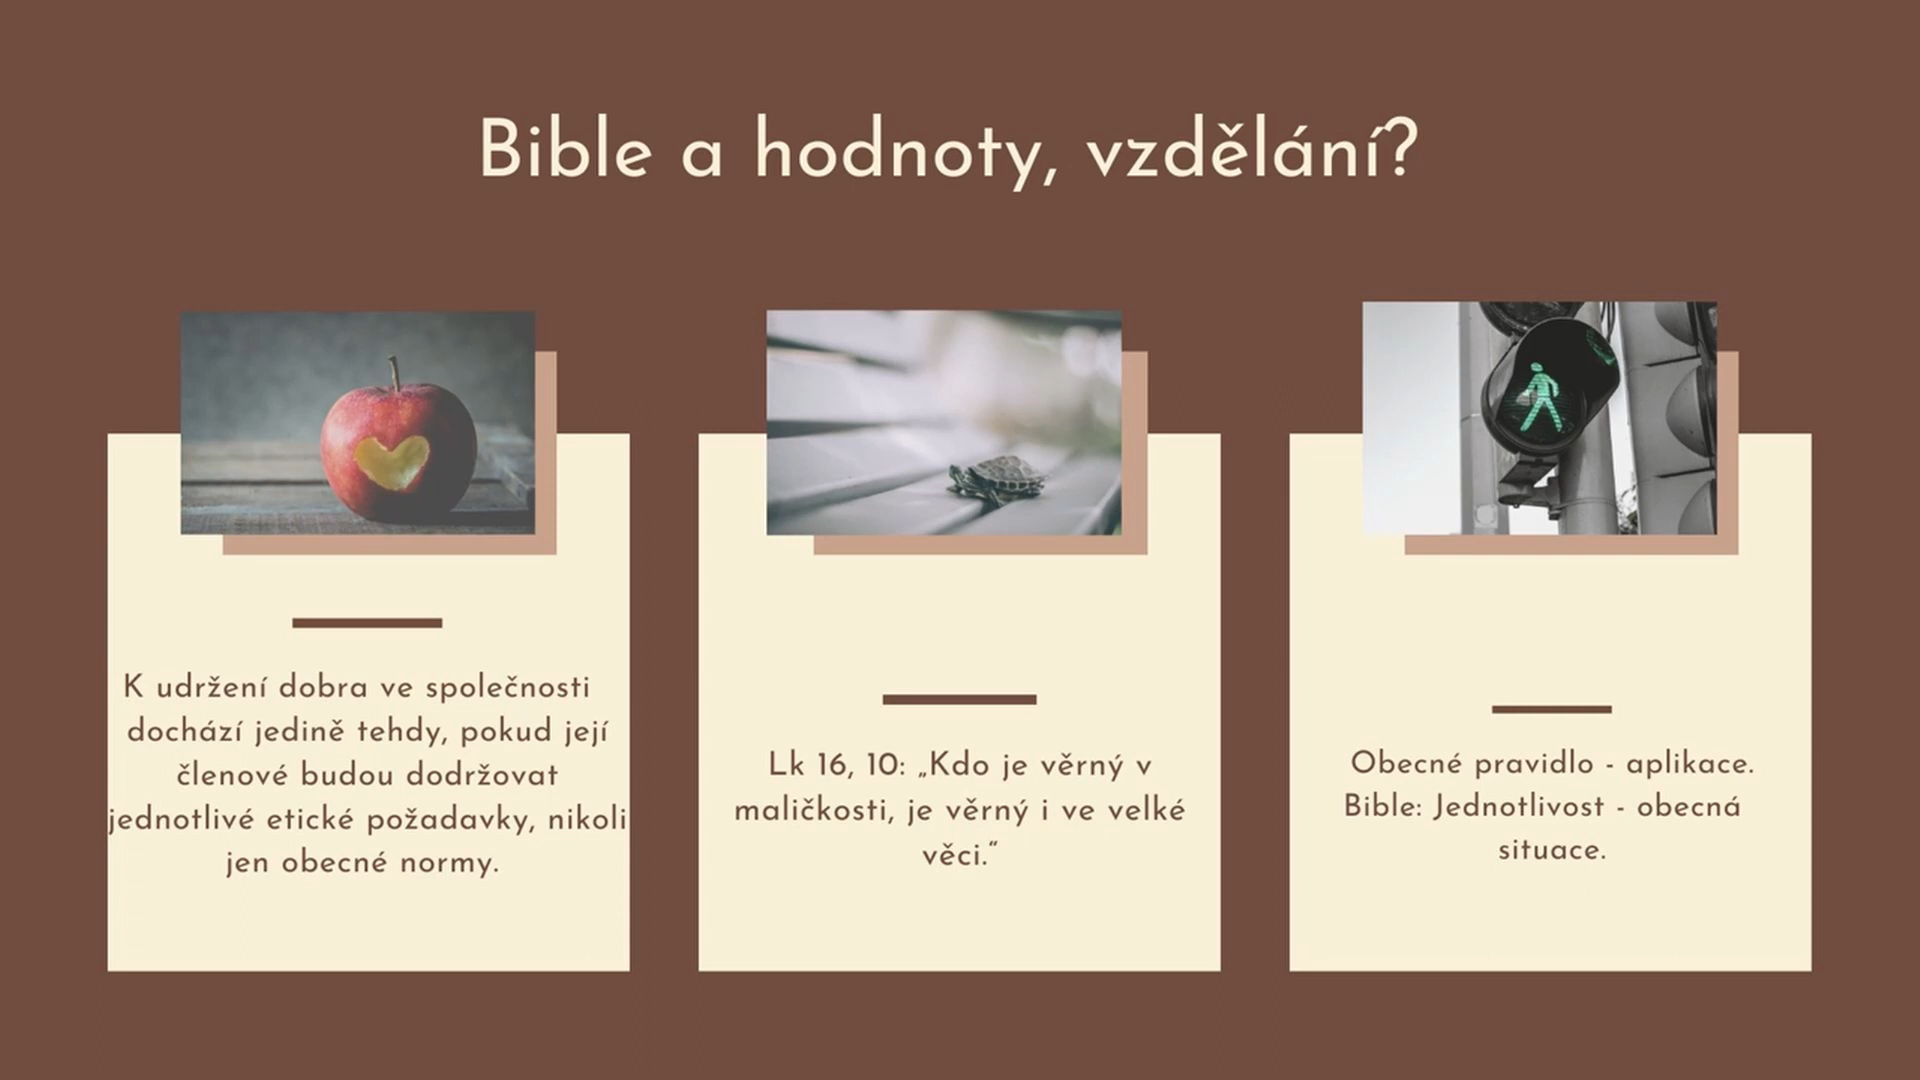 Bible a hodnoty, vzdělání?
K udržení dobra ve společnosti
dochází jedině tehdy, pokud její
členové budou dodržovat
jednotlivé etické požadavky, nikoli
jen obecné normy.
Lk 16, 10: „Kdo je věrný v
maličkosti, je věrný i ve velké
věci.“
Obecné pravidlo - aplikace.
Bible: Jednotlivost - obecná
situace.